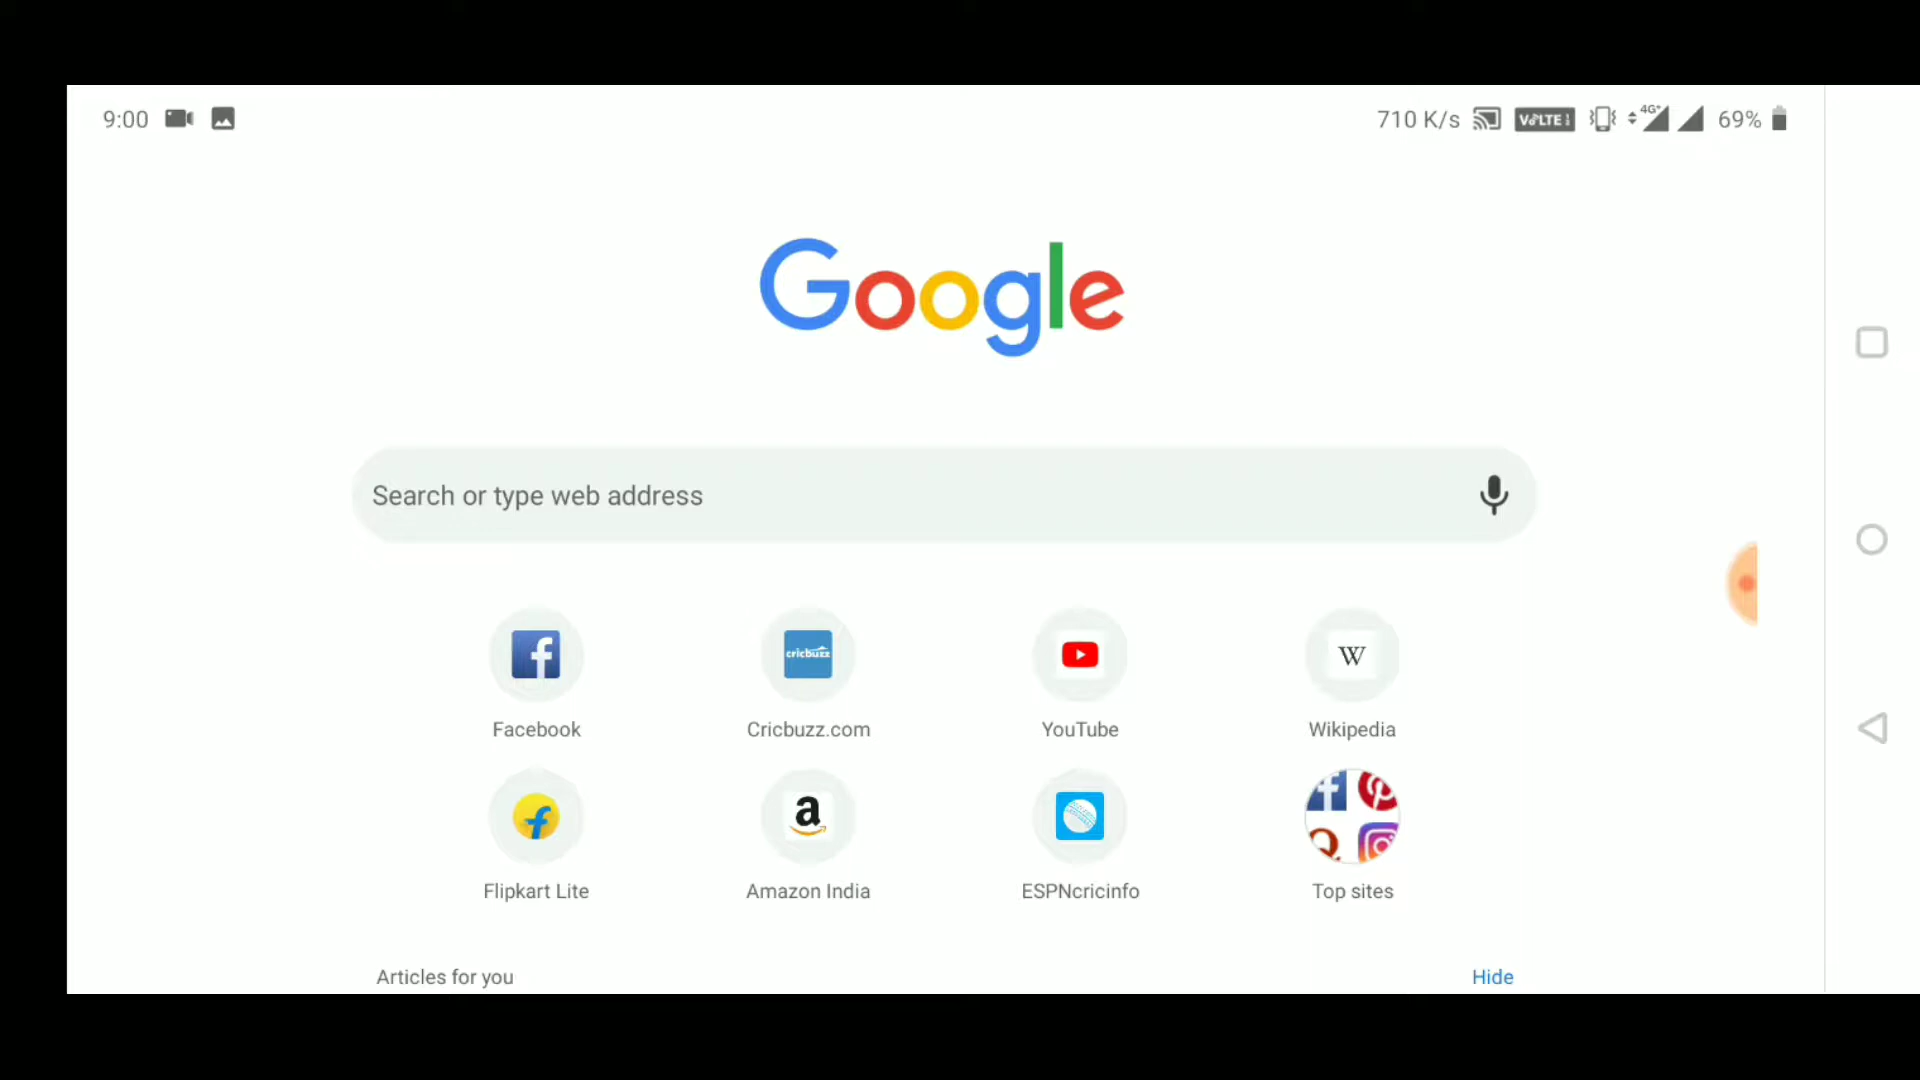 9:00 710 K/s VoLTE 4G+ 69%
Google
Search or type web address
cricbuzz W
Facebook Cricbuzz.com YouTube Wikipedia
f a f
Flipkart Lite Amazon India ESPNcricinfo Top sites
Articles for you Hide